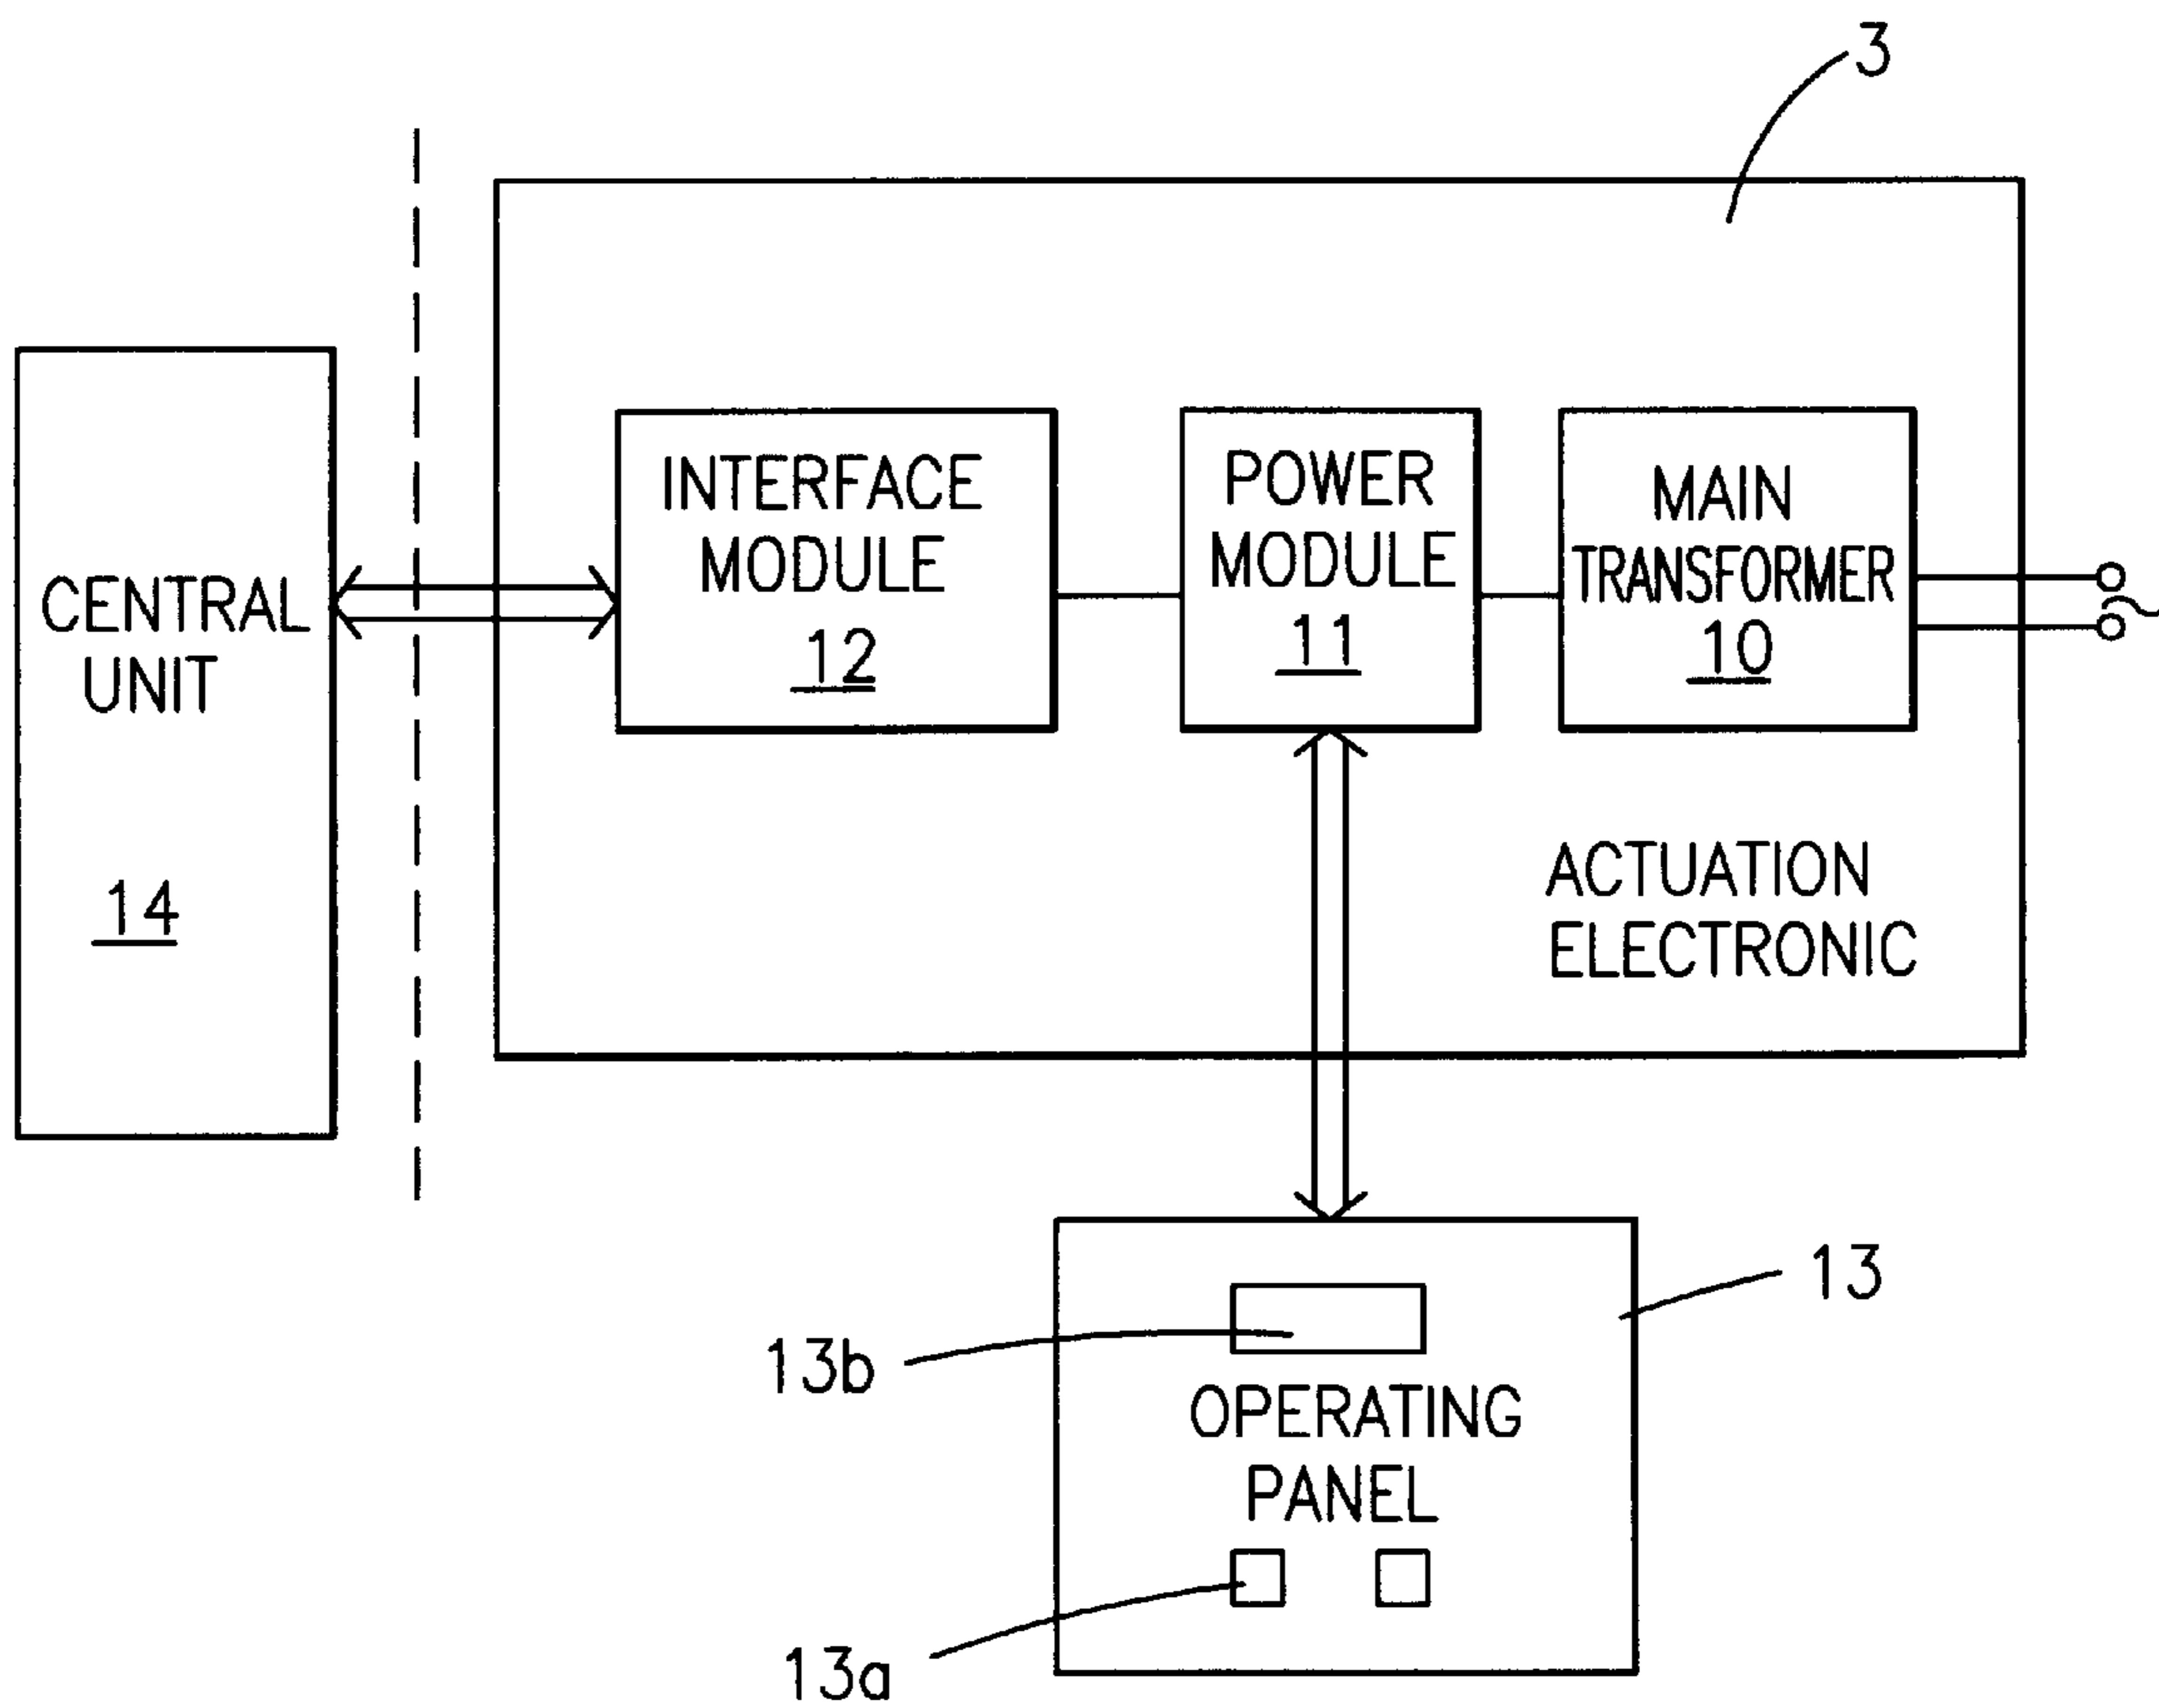 3
INTERFACE
MODULE
12
POWER
MODULE
11
MAIN
TRANSFORMER
10
CENTRAL
UNIT
14
ACTUATION
ELECTRONIC
13
13b
OPERATING
PANEL
13a